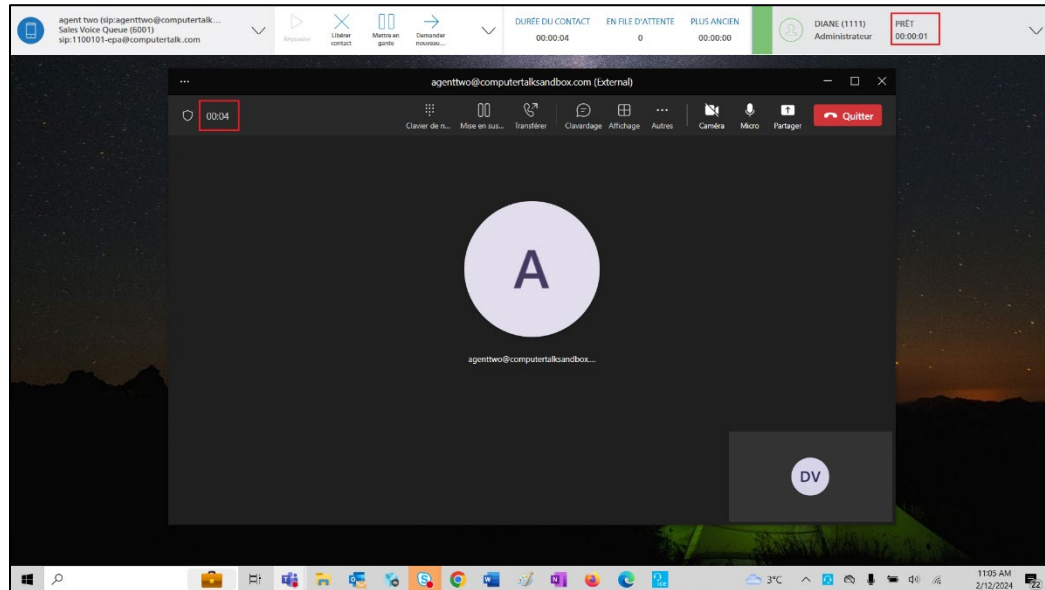 agent two (sip:agenttwo@computertalk...
Sales Voice Queue (6001)
sip:1100101-epa@computertalk.com
Libérer
contact
Mettre en
garde
Demander
nouveau...
DURÉE DU CONTACT
00:00:04
EN FILE D'ATTENTE
0
PLUS ANCIEN
00:00:00
DIANE (1111)
Administrateur
PRÊT
00:00:01
agenttwo@computertalksandbox.com (External)
00:04
Clavier de n...
Mise en sus...
Transférer
Clavardage
Affichage
Autres
Caméra
Micro
Partager
Quitter
A
agenttwo@computertalksandbox....
DV
3°C
11:05 AM
2/12/2024
22